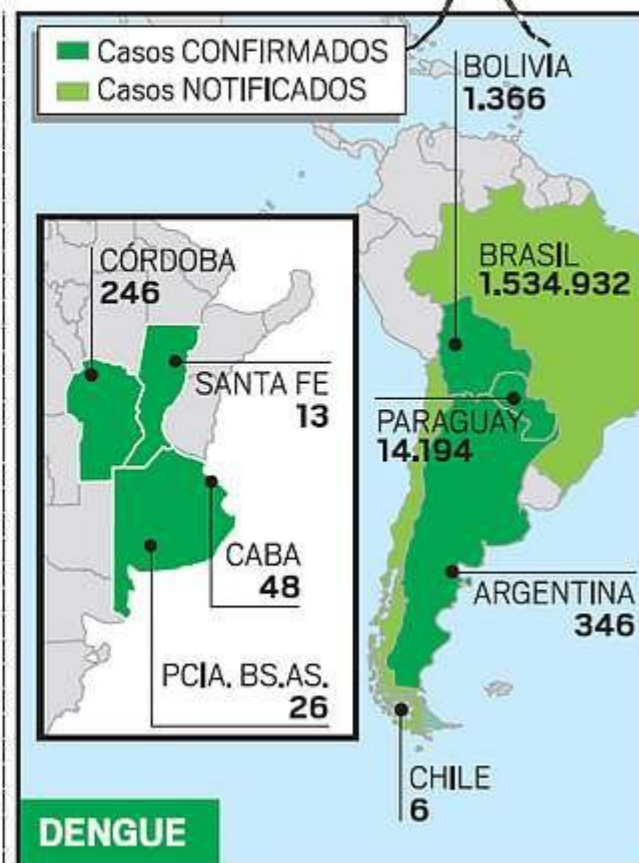 Casos CONFIRMADOS
Casos NOTIFICADOS
BOLIVIA
1.366
BRASIL
1.534.932
PARAGUAY
14.194
ARGENTINA
346
CHILE
6
CÓRDOBA
246
SANTA FE
13
CABA
48
PCIA. BS.AS.
26
DENGUE